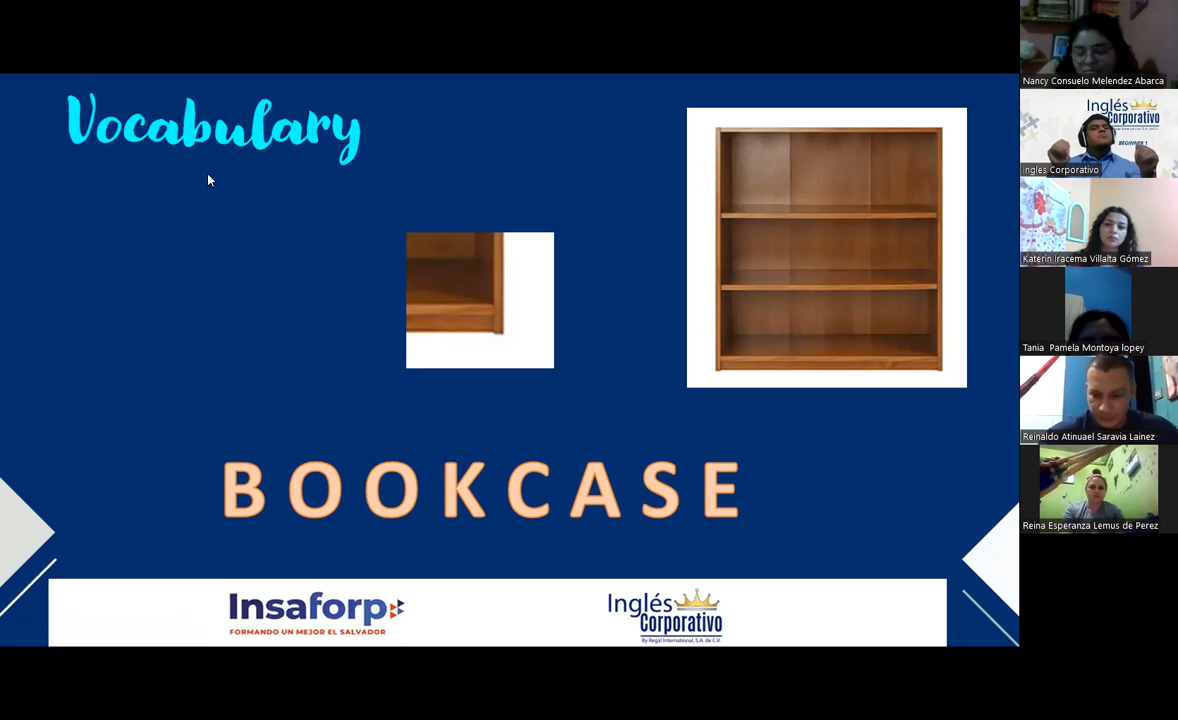 Vocabulary
BOOKCASE
Insaforp
FORMANDO UN MEJOR EL SALVADOR
Inglés
Corporativo
By Regal International, S.A. de C.V.
Nancy Consuelo Melendez Abarca
Inglés
Corporativo
BEGINNER 1
Ingles Corporativo
Katerin Iracema Villalta Gómez
Tania Pamela Montoya lopey
Reinaldo Atinuael Saravia Lainez
Reina Esperanza Lemus de Perez